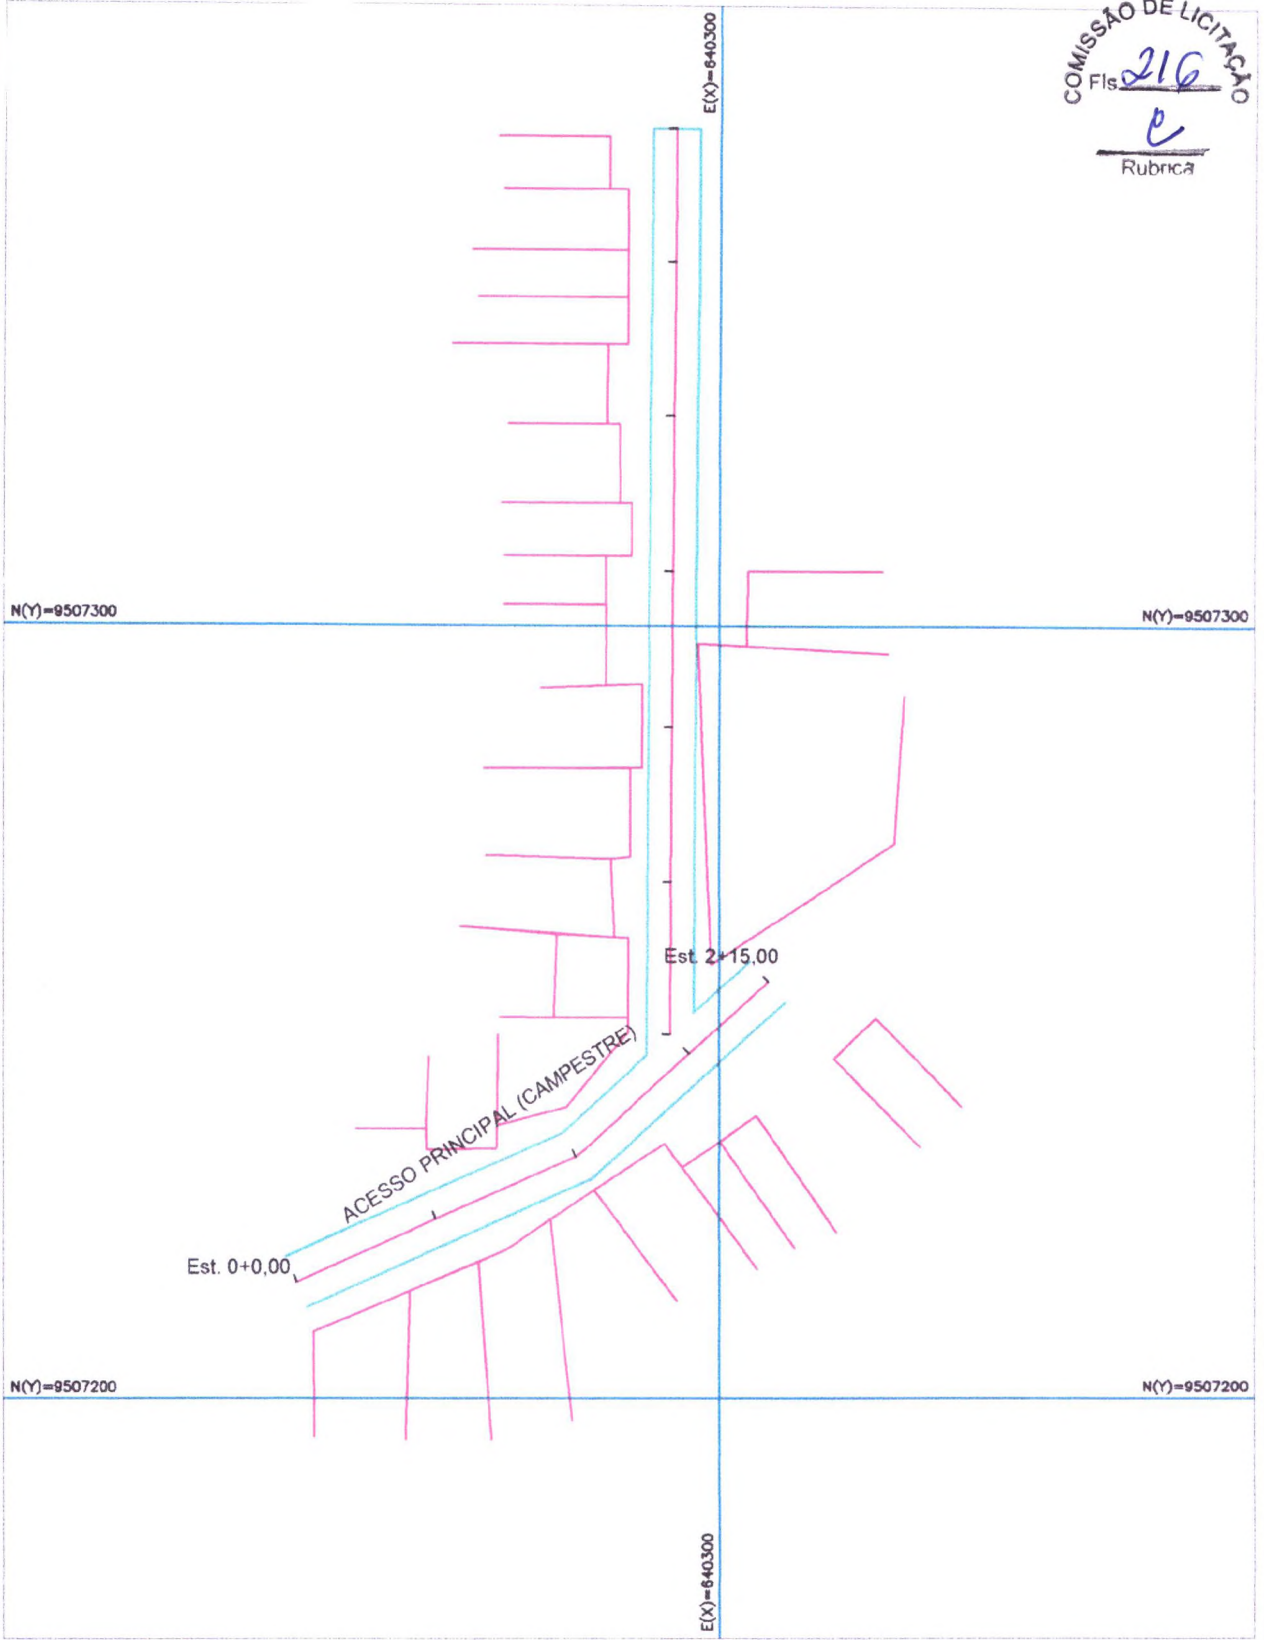 COMISSÃO DE LICITAÇÃO
Fls. 216
Rubrica
E(X)=640300
N(Y)=9507300
N(Y)=9507300
Est. 2+15,00
ACESSO PRINCIPAL (CAMPESTRE)
Est. 0+0,00
N(Y)=9507200
N(Y)=9507200
E(X)=640300